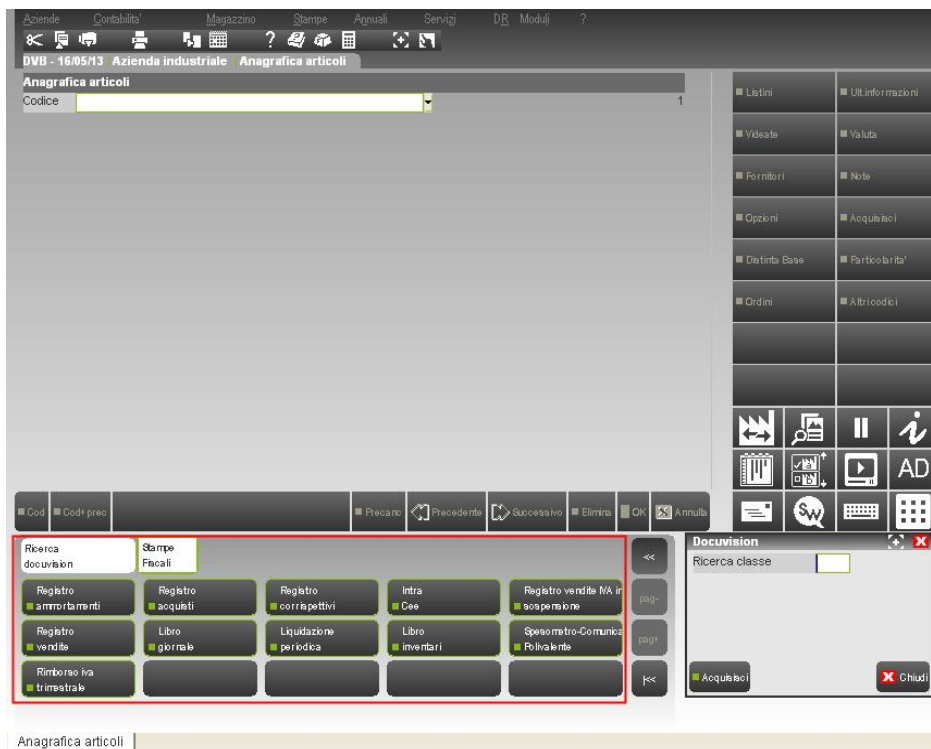 Aziende Contabilita' Magazzino Stampe Annuali Servizi DR Moduli ?
DVB - 16/05/13 Azienda industriale Anagrafica articoli
Anagrafica articoli
Codice 1
Listini
Ult.informazioni
Videate
Valuta
Fornitori
Note
Opzioni
Acquisisci
Distinta Base
Particolarita'
Ordini
Altri codici
AD
SW
Cod
Cod+ prec
Precanc
Precedente
Successivo
Elimina
OK
Annulla
Ricerca
docuvision
Stampe
Fiscali
<<
Registro
ammortamenti
Registro
acquisti
Registro
corrispettivi
Intra
Cee
Registro vendite IVA in
sospensione
pag-
Registro
vendite
Libro
giornale
Liquidazione
periodica
Libro
inventari
Spesometro-Comunica
Polivalente
pag+
Rimborso iva
trimestrale
|<<
Docuvision
Ricerca classe
Acquisisci
Chiudi
Anagrafica articoli